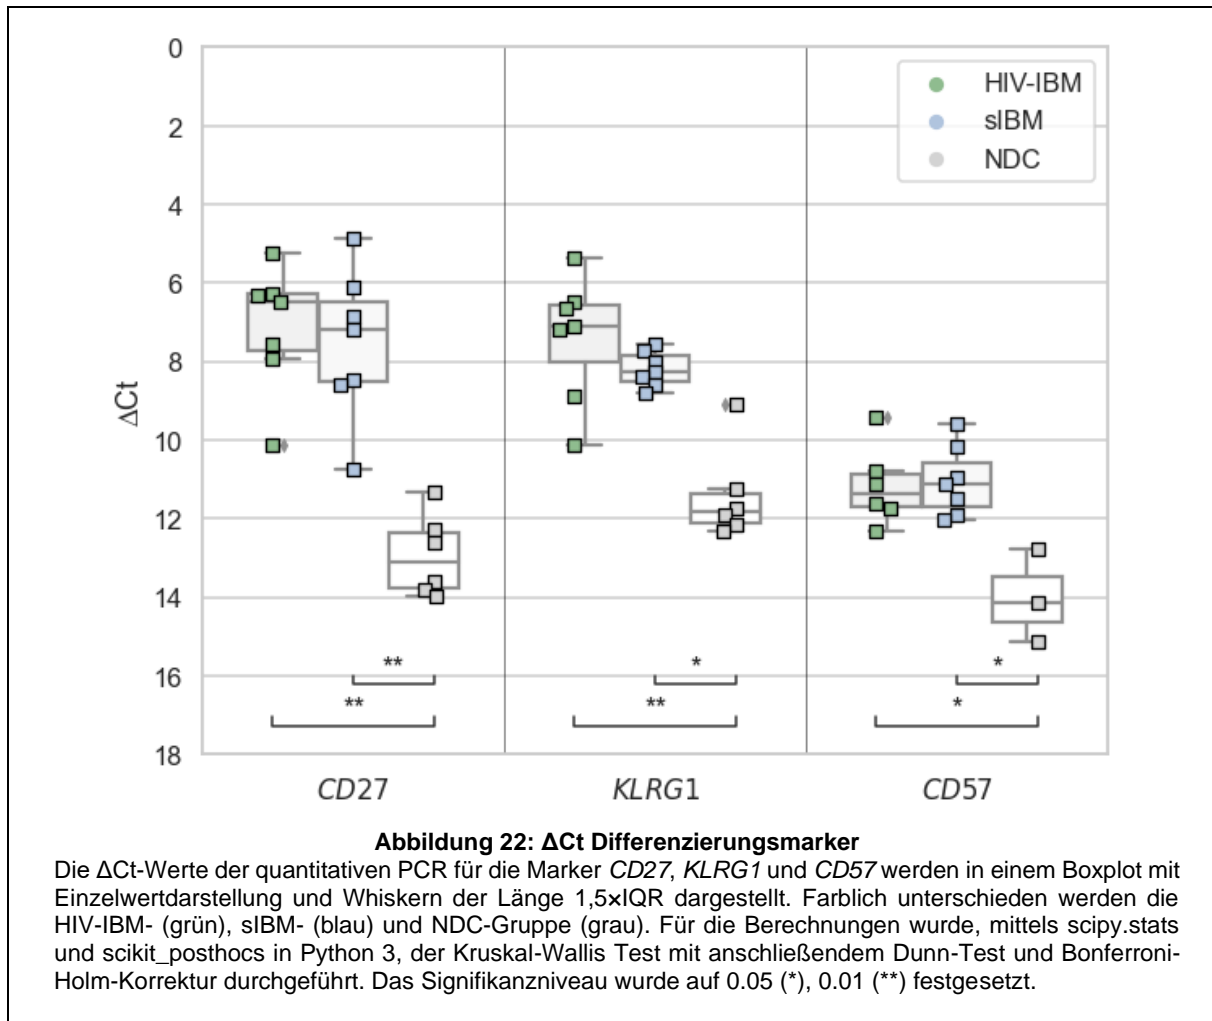 0
2
4
6
8
10
12
14
16
18
ΔCt
HIV-IBM
sIBM
NDC
** * *
** ** *
CD27 KLRG1 CD57
Abbildung 22: ΔCt Differenzierungsmarker
Die ΔCt-Werte der quantitativen PCR für die Marker CD27, KLRG1 und CD57 werden in einem Boxplot mit
Einzelwertdarstellung und Whiskern der Länge 1,5×IQR dargestellt. Farblich unterschieden werden die
HIV-IBM- (grün), sIBM- (blau) und NDC-Gruppe (grau). Für die Berechnungen wurde, mittels scipy.stats
und scikit_posthocs in Python 3, der Kruskal-Wallis Test mit anschließendem Dunn-Test und Bonferroni-
Holm-Korrektur durchgeführt. Das Signifikanzniveau wurde auf 0.05 (*), 0.01 (**) festgesetzt.